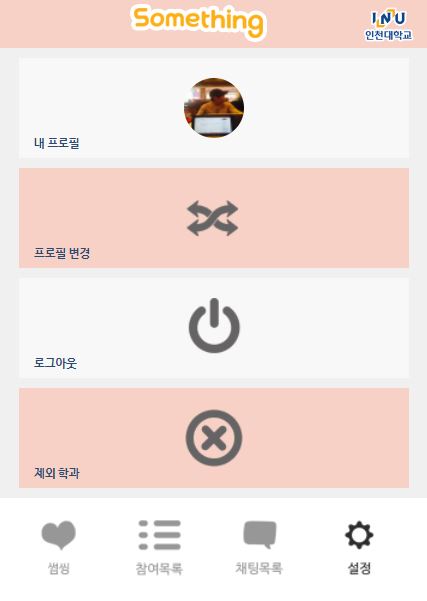 Something
INU
인천대학교
내 프로필
프로필 변경
로그아웃
제외 학과
썸씽
참여목록
채팅목록
설정